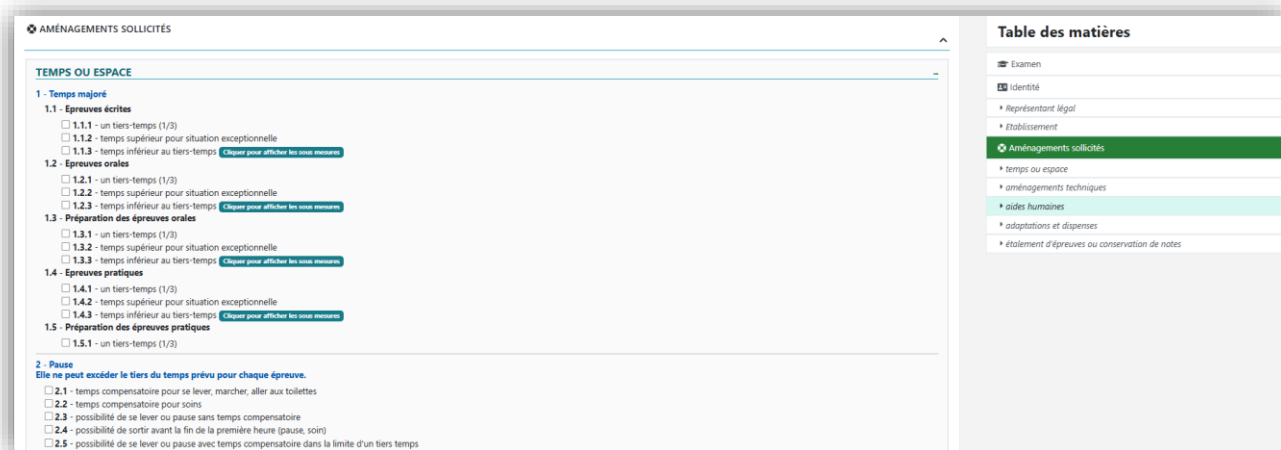 AMÉNAGEMENTS SOLLICITÉS
TEMPS OU ESPACE
1 - Temps majoré
1.1 - Epreuves écrites
1.1.1 - un tiers-temps (1/3)
1.1.2 - temps supérieur pour situation exceptionnelle
1.1.3 - temps inférieur au tiers-temps Cliquer pour afficher les sous mesures
1.2 - Epreuves orales
1.2.1 - un tiers-temps (1/3)
1.2.2 - temps supérieur pour situation exceptionnelle
1.2.3 - temps inférieur au tiers-temps Cliquer pour afficher les sous mesures
1.3 - Préparation des épreuves orales
1.3.1 - un tiers-temps (1/3)
1.3.2 - temps supérieur pour situation exceptionnelle
1.3.3 - temps inférieur au tiers-temps Cliquer pour afficher les sous mesures
1.4 - Epreuves pratiques
1.4.1 - un tiers-temps (1/3)
1.4.2 - temps supérieur pour situation exceptionnelle
1.4.3 - temps inférieur au tiers-temps Cliquer pour afficher les sous mesures
1.5 - Préparation des épreuves pratiques
1.5.1 - un tiers-temps (1/3)
2 - Pause
Elle ne peut excéder le tiers du temps prévu pour chaque épreuve.
2.1 - temps compensatoire pour se lever, marcher, aller aux toilettes
2.2 - temps compensatoire pour soins
2.3 - possibilité de se lever ou pause sans temps compensatoire
2.4 - possibilité de sortir avant la fin de la première heure (pause, soin)
2.5 - possibilité de se lever ou pause avec temps compensatoire dans la limite d'un tiers temps
Table des matières
Examen
Identité
Représentant légal
Etablissement
Aménagements sollicités
temps ou espace
aménagements techniques
aides humaines
adaptations et dispenses
étalement d'épreuves ou conservation de notes